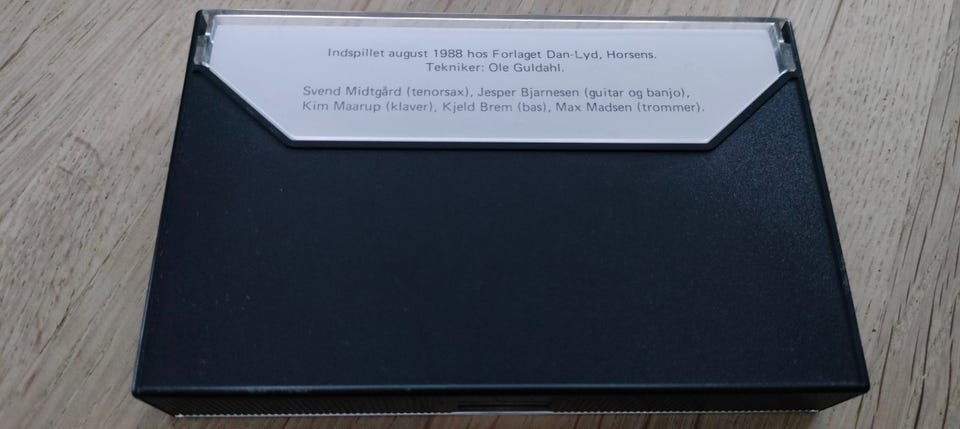 Indspillet august 1988 hos Forlaget Dan-Lyd, Horsens.
Tekniker: Ole Guldahl.
Svend Midtgård (tenorsax), Jesper Bjarnesen (guitar og banjo),
Kim Maarup (klaver), Kjeld Brem (bas), Max Madsen (trommer).